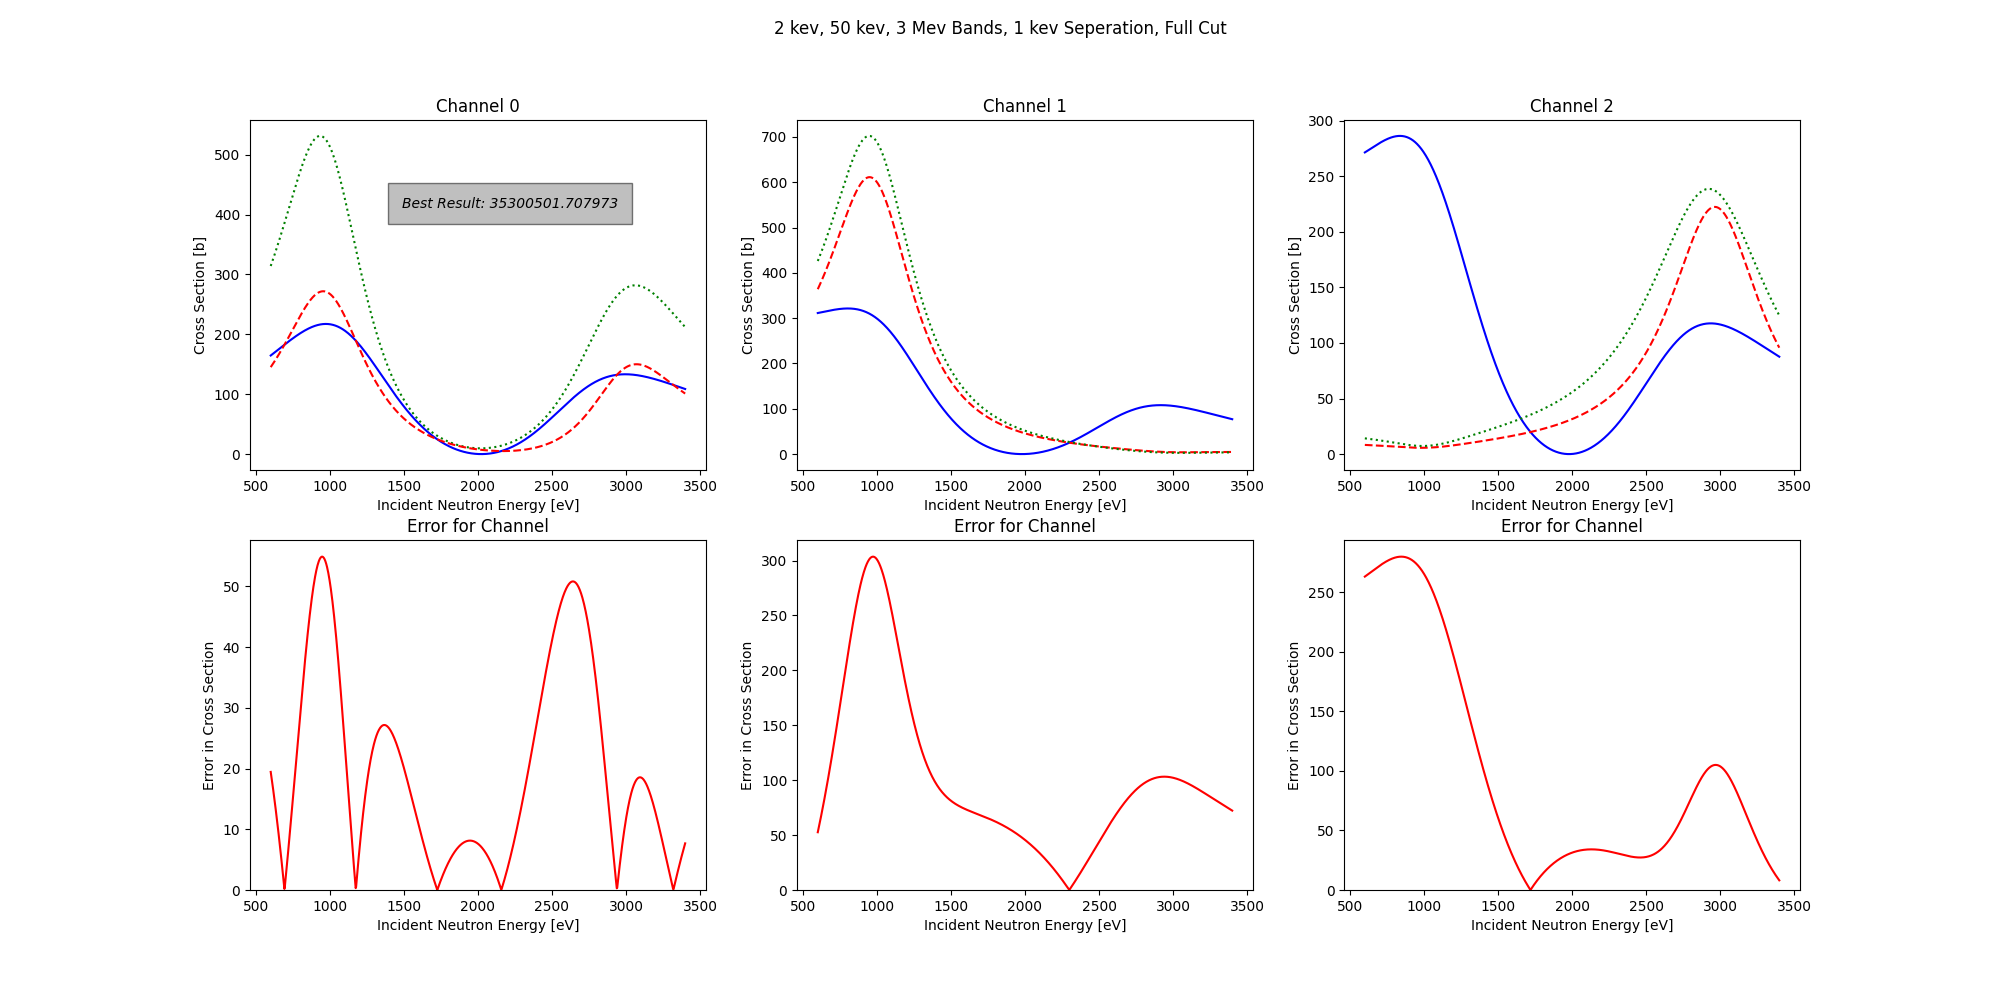 2 kev, 50 kev, 3 Mev Bands, 1 kev Seperation, Full Cut
Channel 0
500
400
300
200
100
0
Cross Section [b]
Best Result: 35300501.707973
500 1000 1500 2000 2500 3000 3500
Incident Neutron Energy [eV]
Channel 1
700
600
500
400
300
200
100
0
Cross Section [b]
500 1000 1500 2000 2500 3000 3500
Incident Neutron Energy [eV]
Channel 2
300
250
200
150
100
50
0
Cross Section [b]
500 1000 1500 2000 2500 3000 3500
Incident Neutron Energy [eV]
Error for Channel
50
40
30
20
10
0
Error in Cross Section
500 1000 1500 2000 2500 3000 3500
Incident Neutron Energy [eV]
Error for Channel
300
250
200
150
100
50
0
Error in Cross Section
500 1000 1500 2000 2500 3000 3500
Incident Neutron Energy [eV]
Error for Channel
250
200
150
100
50
0
Error in Cross Section
500 1000 1500 2000 2500 3000 3500
Incident Neutron Energy [eV]